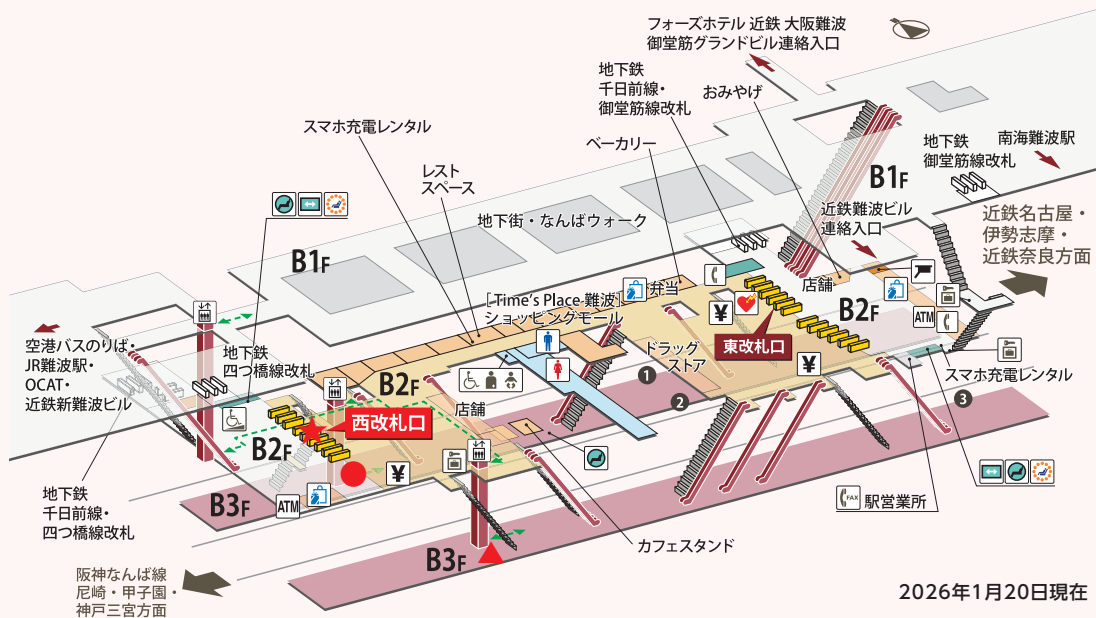 フォーズホテル 近鉄 大阪難波
御堂筋グランドビル連絡入口
地下鉄
千日前線・
御堂筋線改札
おみやげ
スマホ充電レンタル
ベーカリー
地下鉄
御堂筋線改札
南海難波駅
レスト
スペース
B1F
地下街・なんばウォーク
近鉄難波ビル
連絡入口
近鉄名古屋・
伊勢志摩・
近鉄奈良方面
B1F
[Time's Place 難波]
ショッピングモール
弁当
店舗
B2F
ATM
¥
東改札口
空港バスのりば・
JR難波駅・
OCAT・
近鉄新難波ビル
地下鉄
四つ橋線改札
ドラッグ
ストア
¥
スマホ充電レンタル
B2F
店舗
1
2
3
西改札口
B2F
¥
B3F
ATM
地下鉄
千日前線・
四つ橋線改札
FAX
駅営業所
カフェスタンド
B3F
阪神なんば線
尼崎・甲子園・
神戸三宮方面
2026年1月20日現在